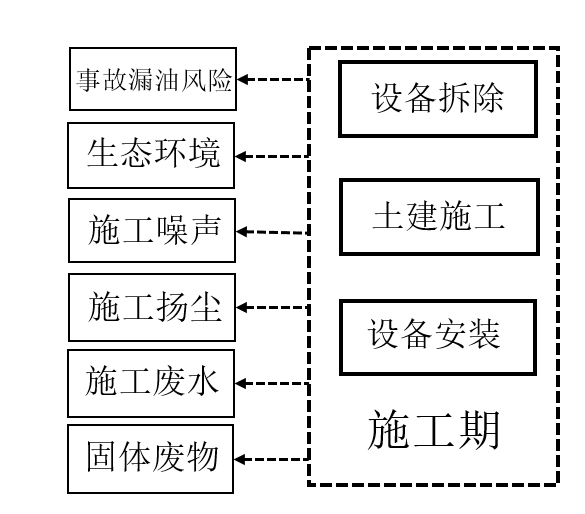 事故漏油风险
生态环境
施工噪声
施工扬尘
施工废水
固体废物
设备拆除
土建施工
设备安装
施工期